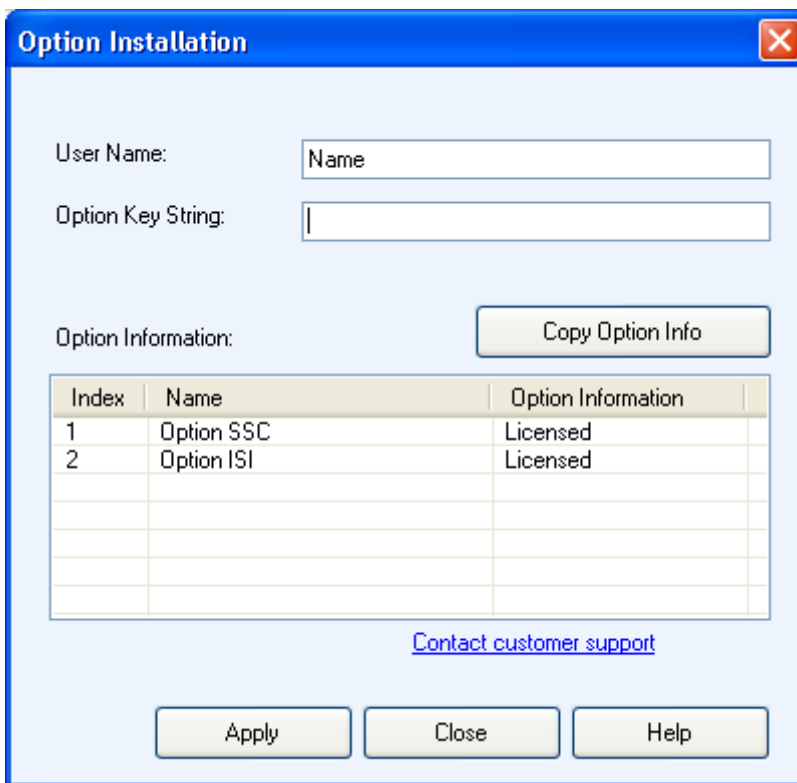 Option Installation
User Name: Name
Option Key String:
Option Information: Copy Option Info
Index Name Option Information
1 Option SSC Licensed
2 Option ISI Licensed
Contact customer support
Apply Close Help